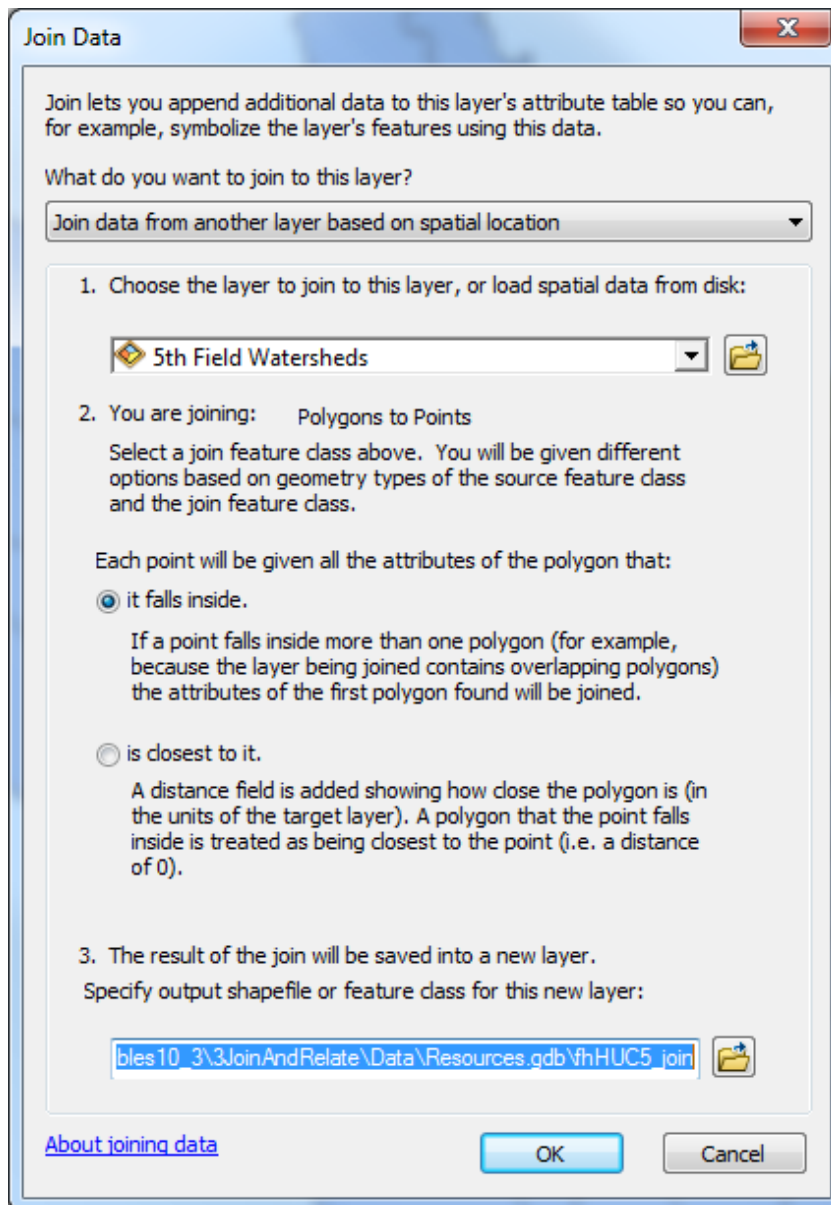 Join Data
Join lets you append additional data to this layer's attribute table so you can,
for example, symbolize the layer's features using this data.
What do you want to join to this layer?
Join data from another layer based on spatial location
1. Choose the layer to join to this layer, or load spatial data from disk:
5th Field Watersheds
2. You are joining: Polygons to Points
Select a join feature class above. You will be given different
options based on geometry types of the source feature class
and the join feature class.
Each point will be given all the attributes of the polygon that:
it falls inside.
If a point falls inside more than one polygon (for example,
because the layer being joined contains overlapping polygons)
the attributes of the first polygon found will be joined.
is closest to it.
A distance field is added showing how close the polygon is (in
the units of the target layer). A polygon that the point falls
inside is treated as being closest to the point (i.e. a distance
of 0).
3. The result of the join will be saved into a new layer.
Specify output shapefile or feature class for this new layer:
bles10_3\3JoinAndRelate\Data\Resources.gdb\fhHUC5_join
About joining data
OK
Cancel